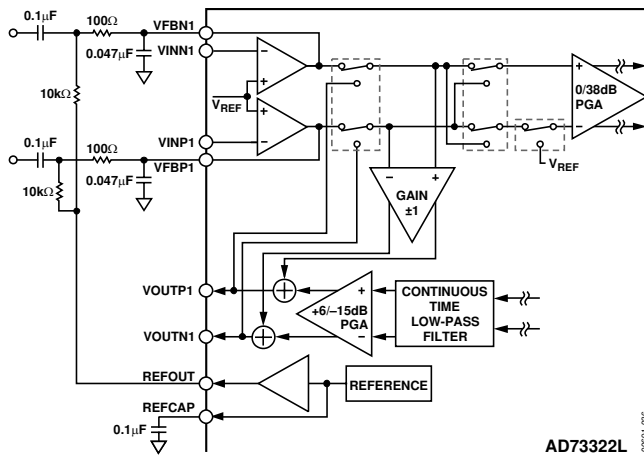 0.1µF
100Ω
VFBN1
VINN1
0.047µF
10kΩ
VREF
0/38dB
PGA
0.1µF
100Ω
VINP1
VFBP1
0.047µF
10kΩ
VREF
GAIN
±1
VOUTP1
+6/–15dB
PGA
CONTINUOUS
TIME
LOW-PASS
FILTER
VOUTN1
REFOUT
REFERENCE
REFCAP
0.1µF
AD73322L